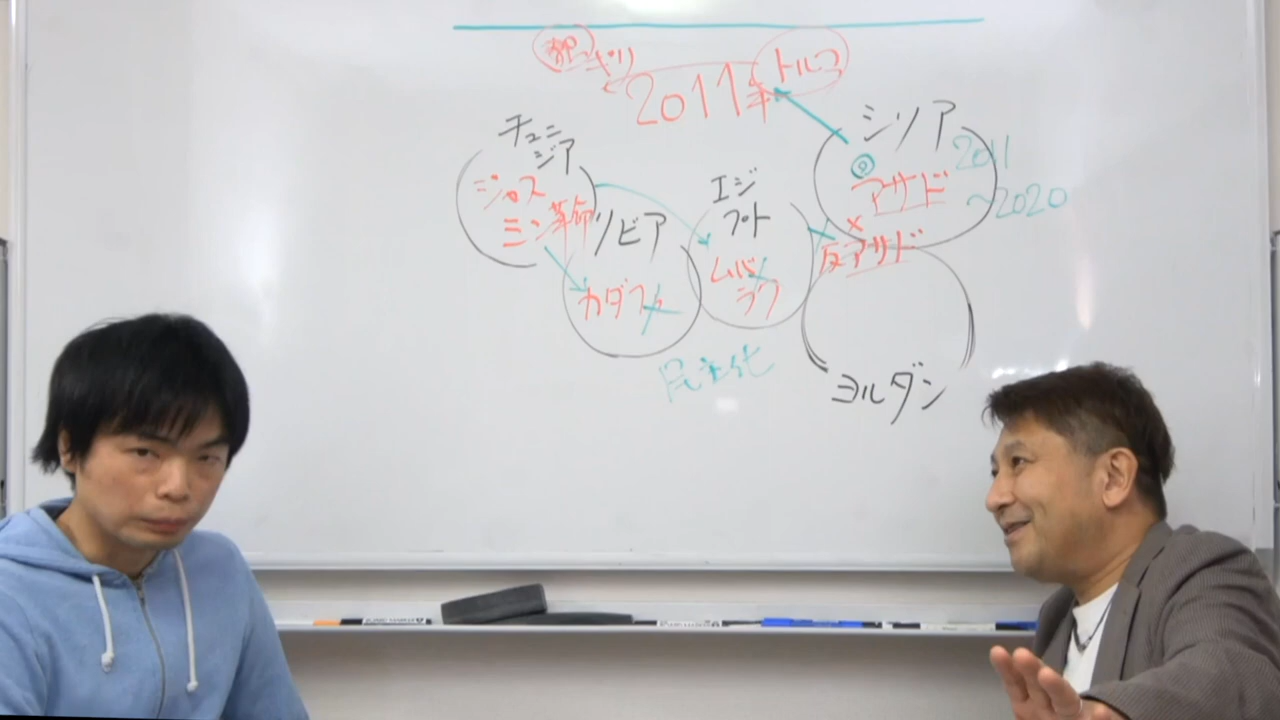 ギリ
2011年
トルコ
チュニ
ジア
ジャス
ミン革命
リビア
カダフィ
エジ
プト
ムバ
ラク
シリア
アサド
×
反アサド
2011
〜2020
民主化
ヨルダン